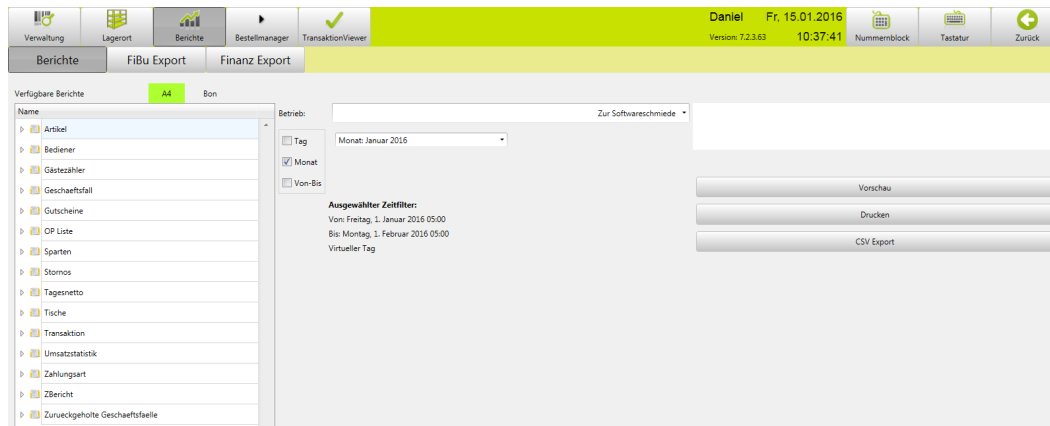 Verwaltung
Lagerort
Berichte
Bestellmanager
TransaktionViewer
Daniel Fr, 15.01.2016
Version: 7.2.3.63 10:37:41
Nummernblock
Tastatur
Zurück
Berichte
FiBu Export
Finanz Export
Verfügbare Berichte
A4
Bon
Name
Artikel
Bediener
Gästezähler
Geschaeftsfall
Gutscheine
OP Liste
Sparten
Stornos
Tagesnetto
Tische
Transaktion
Umsatzstatistik
Zahlungsart
ZBericht
Zurueckgeholte Geschaeftsfaelle
Betrieb:
Zur Softwareschmiede
Tag
Monat
Von-Bis
Monat: Januar 2016
Ausgewählter Zeitfilter:
Von: Freitag, 1. Januar 2016 05:00
Bis: Montag, 1. Februar 2016 05:00
Virtueller Tag
Vorschau
Drucken
CSV Export